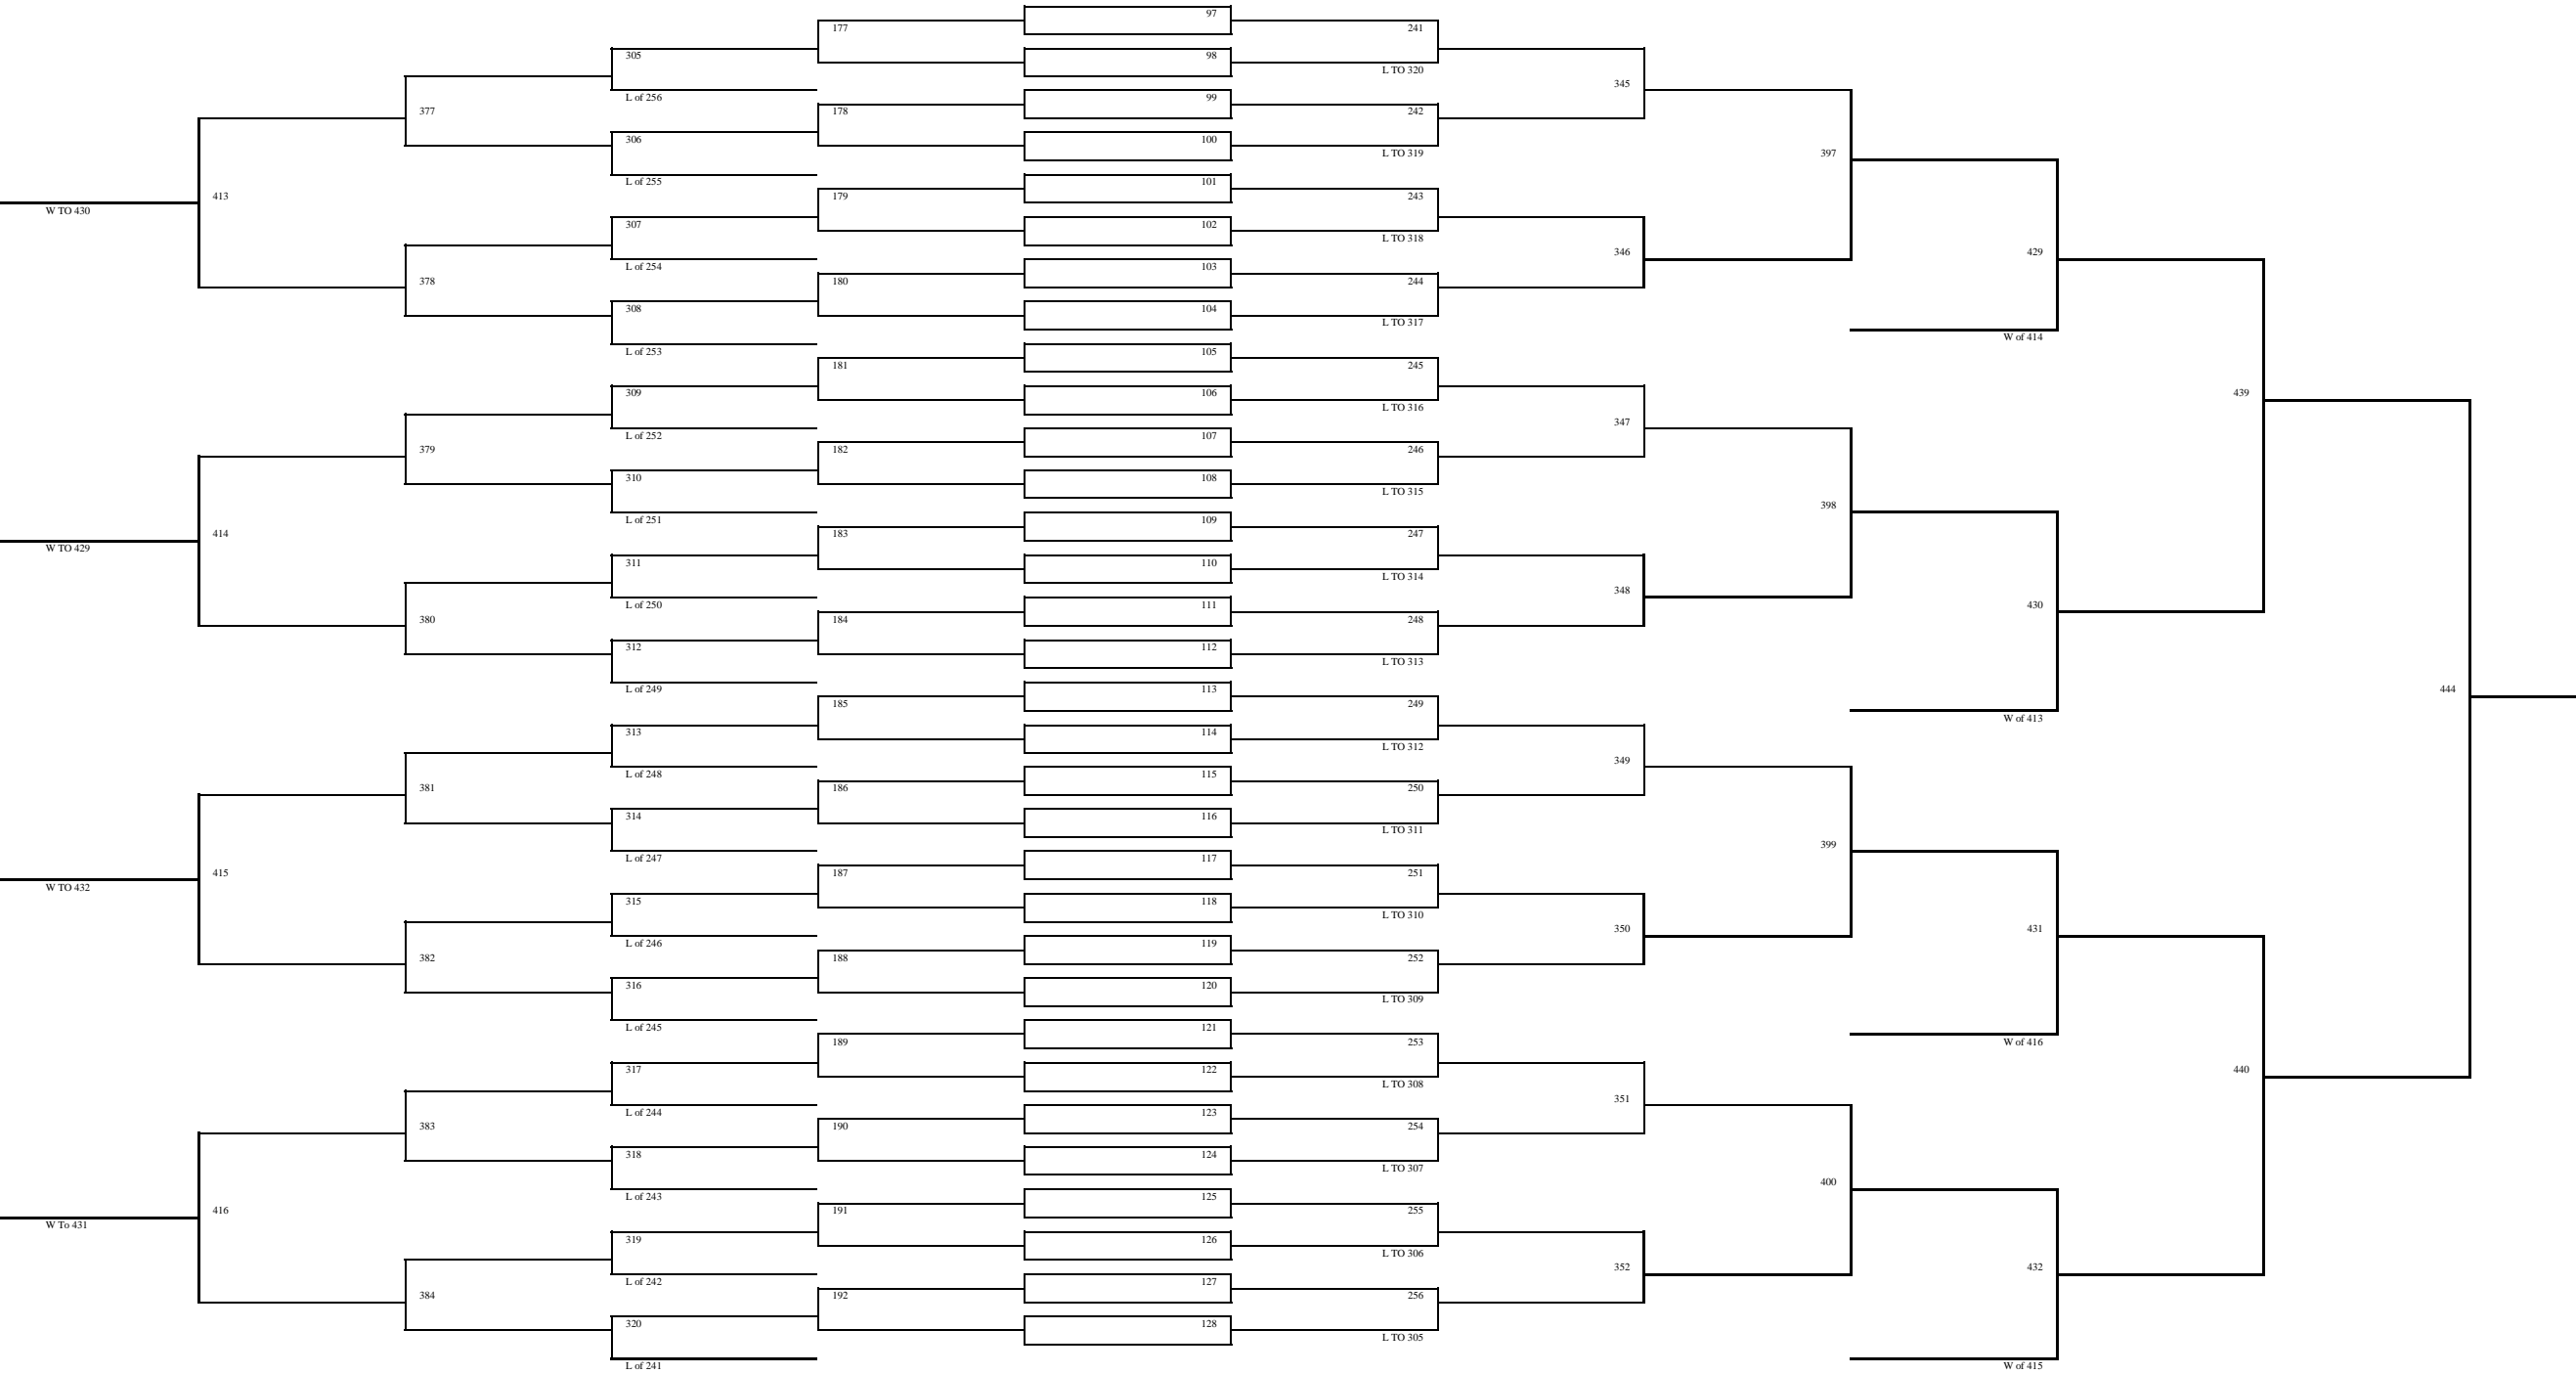 97
177 241
305 98
L TO 320
345
L of 256 99
377 178 242
306 100
L TO 319 397
L of 255 101
413 179 243
W TO 430
307 102
L TO 318
346 429
L of 254 103
378 180 244
308 104
L TO 317
W of 414
L of 253 105
181 245
309 106 439
L TO 316
347
L of 252 107
379 182 246
310 108
L TO 315
398
L of 251 109
414 183 247
W TO 429
311 110
L TO 314
348
L of 250 111 430
380 184 248
312 112
L TO 313
L of 249 113 444
185 249
W of 413
313 114
L TO 312
349
L of 248 115
381 186 250
314 116
L TO 311
399
L of 247 117
415 187 251
W TO 432
315 118
L TO 310
350 431
L of 246 119
382 188 252
316 120
L TO 309
L of 245 121
189 253
W of 416
317 122 440
L TO 308
351
L of 244 123
383 190 254
318 124
L TO 307
400
L of 243 125
416 191 255
W To 431
319 126
L TO 306
352 432
L of 242 127
384 192 256
320 128
L TO 305
L of 241 W of 415